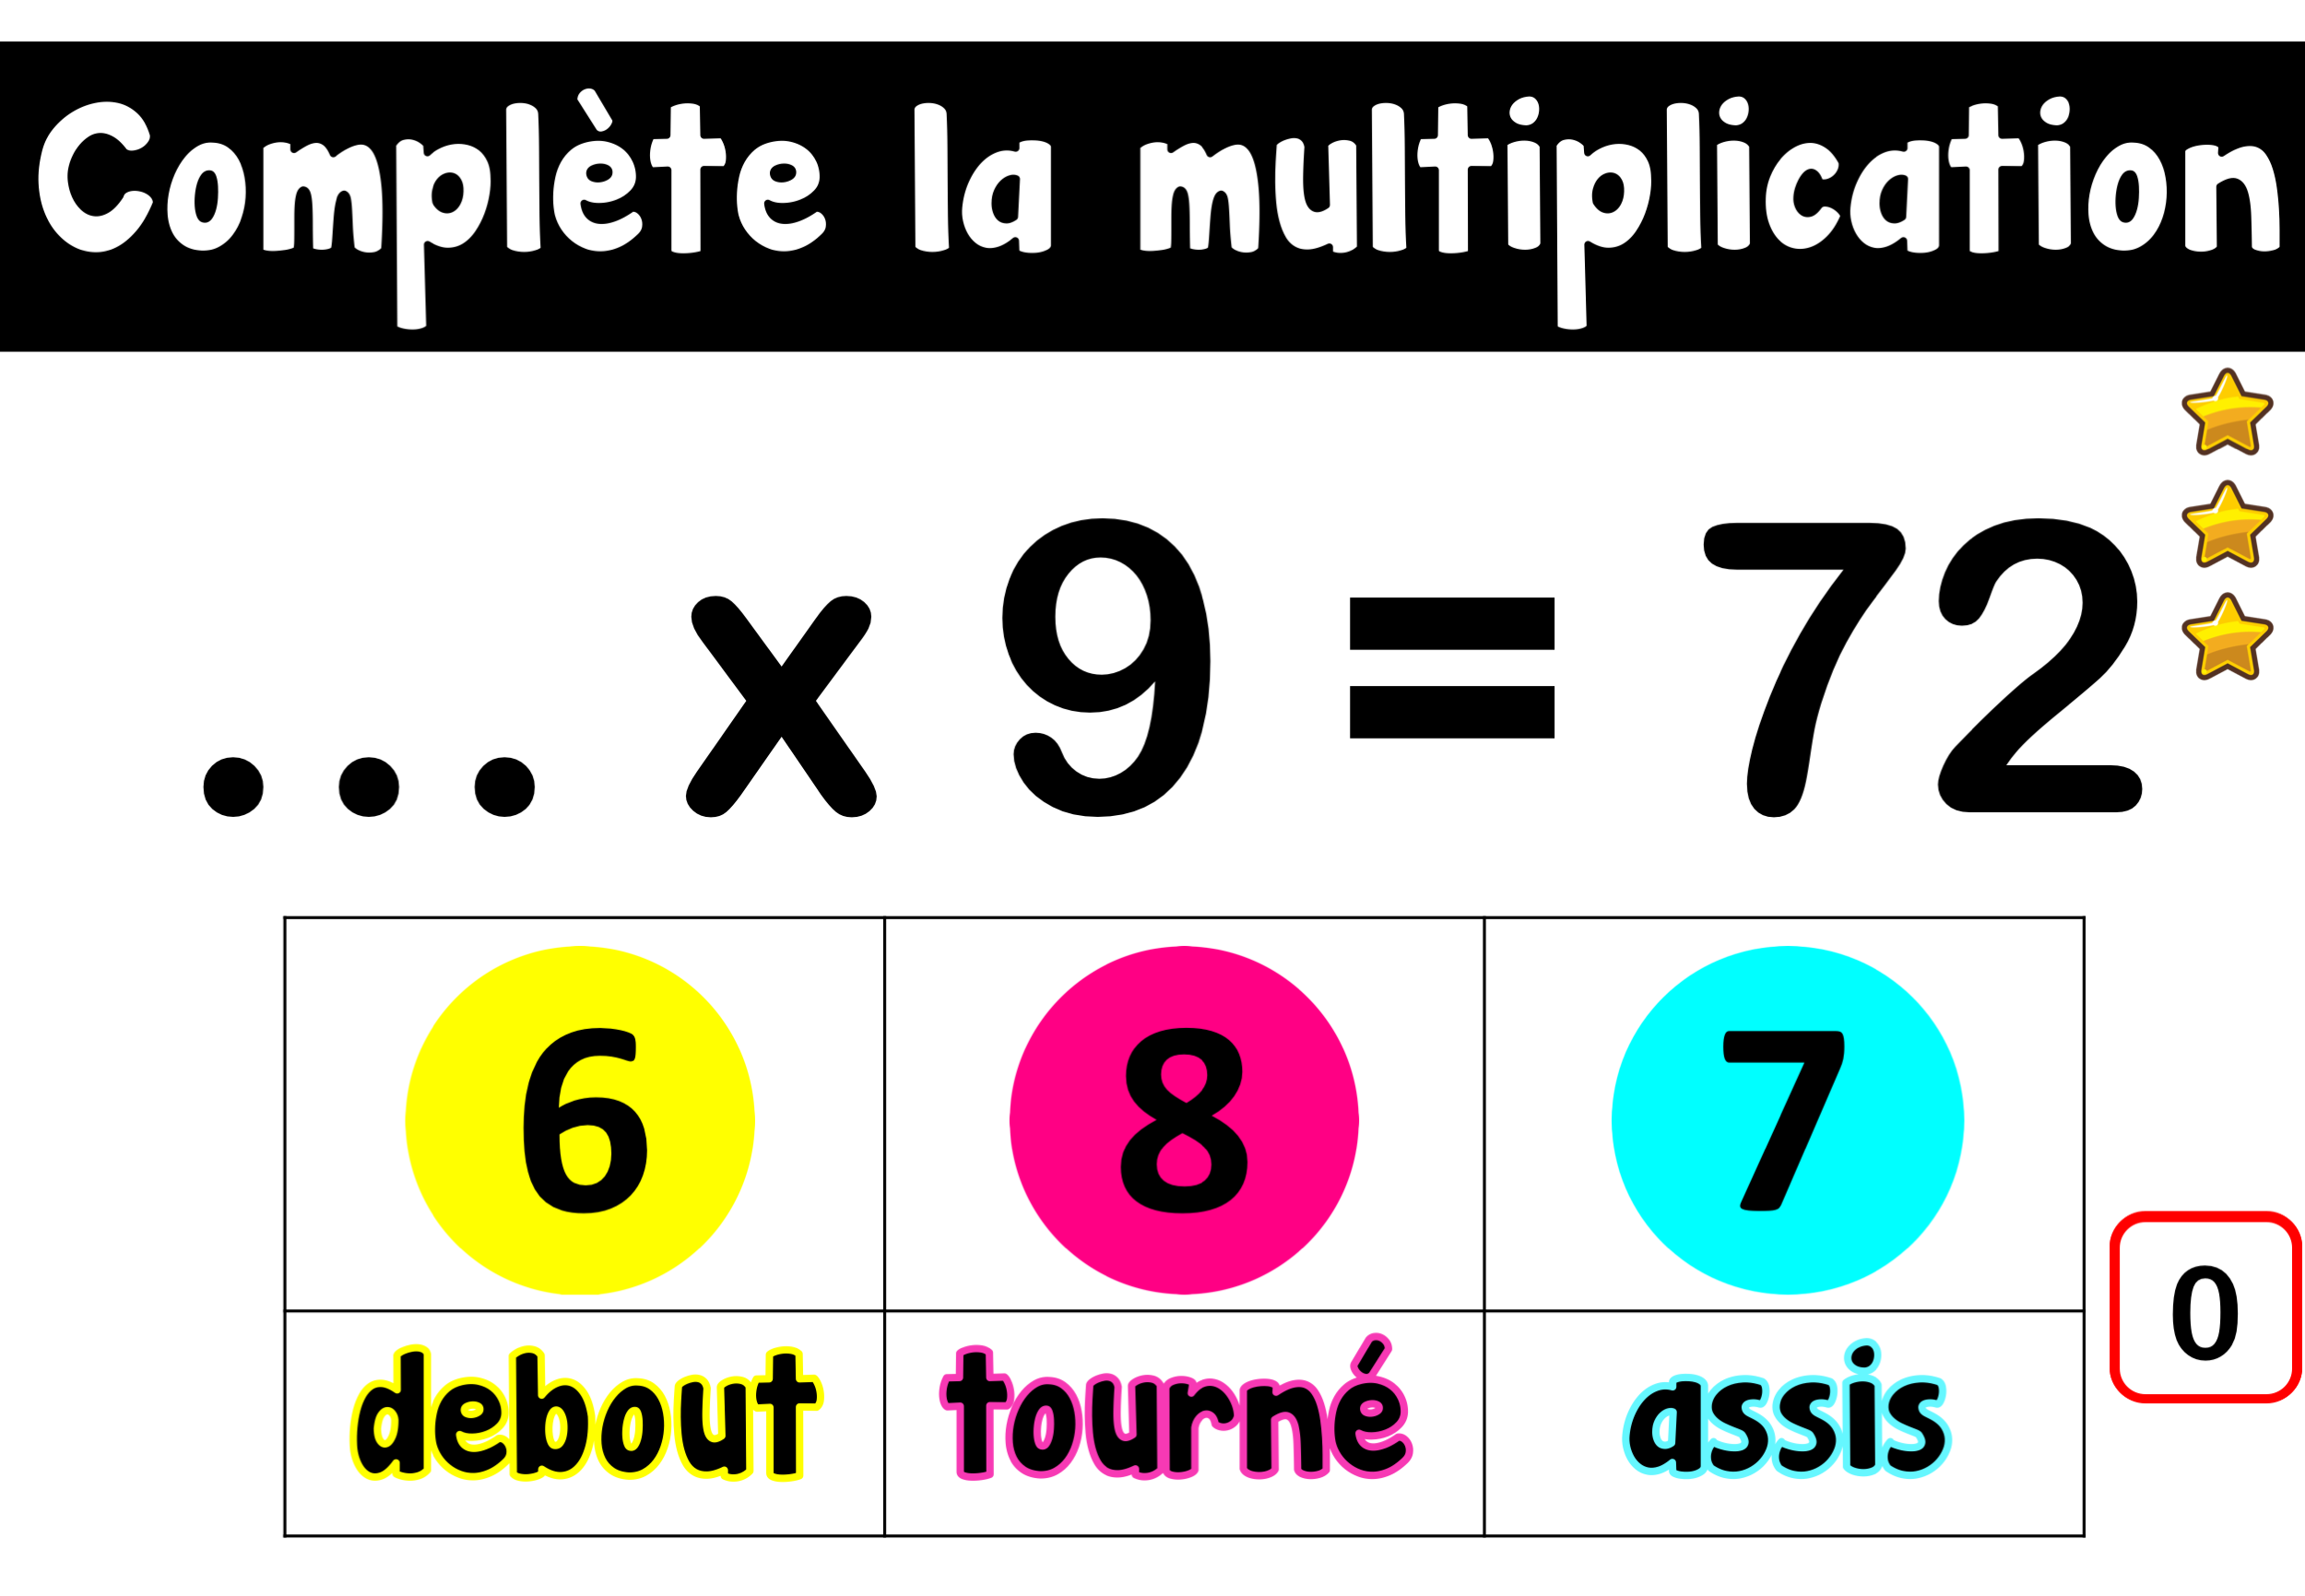 Complète la multiplication
... x 9 = 72
6 8 7
0
debout tourné assis